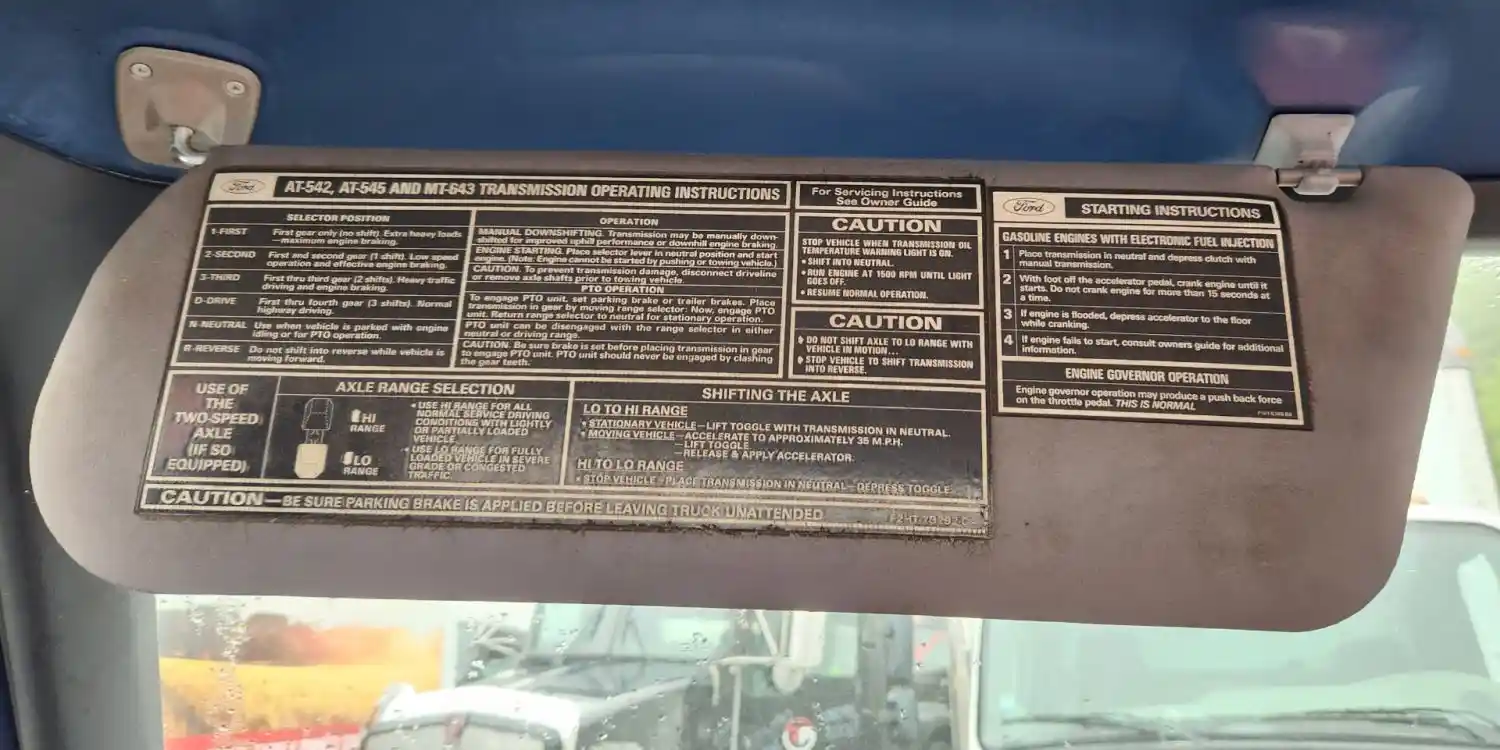 Ford
AT-542, AT-545 AND MT-643 TRANSMISSION OPERATING INSTRUCTIONS
SELECTOR POSITION
1-FIRST First gear only (no shift). Extra heavy loads
—maximum engine braking.
2-SECOND First and second gear (1 shift). Low speed
operation and effective engine braking.
3-THIRD First thru third gear (2 shifts). Heavy traffic
driving and engine braking.
D-DRIVE First thru fourth gear (3 shifts). Normal
highway driving.
N-NEUTRAL Use when vehicle is parked with engine
idling or for PTO operation.
R-REVERSE Do not shift into reverse while vehicle is
moving forward.
OPERATION
MANUAL DOWNSHIFTING. Transmission may be manually down-
shifted for improved uphill performance or downhill engine braking.
ENGINE STARTING. Place selector lever in neutral position and start
engine. (Note: Engine cannot be started by pushing or towing vehicle.)
CAUTION. To prevent transmission damage, disconnect driveline
or remove axle shafts prior to towing vehicle.
PTO OPERATION
To engage PTO unit, set parking brake or trailer brakes. Place
transmission in gear by moving range selector: Now, engage PTO
unit. Return range selector to neutral for stationary operation.
PTO unit can be disengaged with the range selector in either
neutral or driving range.
CAUTION. Be sure brake is set before placing transmission in gear
to engage PTO unit. PTO unit should never be engaged by clashing
the gear teeth.
For Servicing Instructions
See Owner Guide
CAUTION
STOP VEHICLE WHEN TRANSMISSION OIL
TEMPERATURE WARNING LIGHT IS ON.
• SHIFT INTO NEUTRAL.
• RUN ENGINE AT 1500 RPM UNTIL LIGHT
GOES OFF.
• RESUME NORMAL OPERATION.
CAUTION
• DO NOT SHIFT AXLE TO LO RANGE WITH
VEHICLE IN MOTION...
• STOP VEHICLE TO SHIFT TRANSMISSION
INTO REVERSE.
USE OF
THE
TWO-SPEED
AXLE
(IF SO
EQUIPPED)
AXLE RANGE SELECTION
HI
RANGE
LO
RANGE
• USE HI RANGE FOR ALL
NORMAL SERVICE DRIVING
CONDITIONS WITH LIGHTLY
OR PARTIALLY LOADED
VEHICLE.
• USE LO RANGE FOR FULLY
LOADED VEHICLE IN SEVERE
GRADE OR CONGESTED
TRAFFIC.
SHIFTING THE AXLE
LO TO HI RANGE
• STATIONARY VEHICLE—LIFT TOGGLE WITH TRANSMISSION IN NEUTRAL.
• MOVING VEHICLE—ACCELERATE TO APPROXIMATELY 35 M.P.H.
—LIFT TOGGLE
—RELEASE & APPLY ACCELERATOR.
HI TO LO RANGE
• STOP VEHICLE—PLACE TRANSMISSION IN NEUTRAL—DEPRESS TOGGLE
CAUTION—BE SURE PARKING BRAKE IS APPLIED BEFORE LEAVING TRUCK UNATTENDED
Ford
STARTING INSTRUCTIONS
GASOLINE ENGINES WITH ELECTRONIC FUEL INJECTION
1 Place transmission in neutral and depress clutch with
manual transmission.
2 With foot off the accelerator pedal, crank engine until it
starts. Do not crank engine for more than 15 seconds at
a time.
3 If engine is flooded, depress accelerator to the floor
while cranking.
4 If engine fails to start, consult owners guide for additional
information.
ENGINE GOVERNOR OPERATION
Engine governor operation may produce a push back force
on the throttle pedal. THIS IS NORMAL